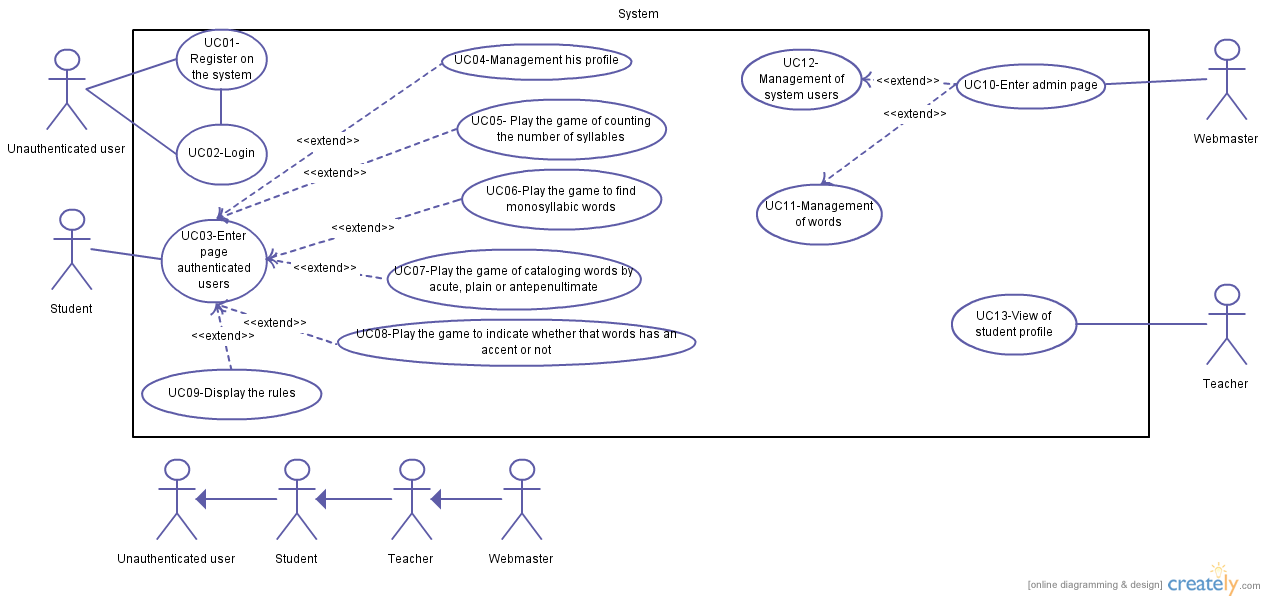 System
UC01-
Register on
the system
UC04-Management his profile
UC12-
Management of
system users
<<extend>>
UC10-Enter admin page
<<extend>>
Unauthenticated user
Webmaster
UC02-Login
<<extend>>
UC05- Play the game of counting
the number of syllables
<<extend>>
UC06-Play the game to find
monosyllabic words
<<extend>>
UC11-Management
of words
UC03-Enter
page
authenticated
users
Student
<<extend>>
UC07-Play the game of cataloging words by
acute, plain or antepenultimate
<<extend>>
<<extend>>
UC08-Play the game to indicate whether that words has an
accent or not
UC13-View of
student profile
Teacher
UC09-Display the rules
Unauthenticated user
Student
Teacher
Webmaster
[online diagramming & design] creately.com